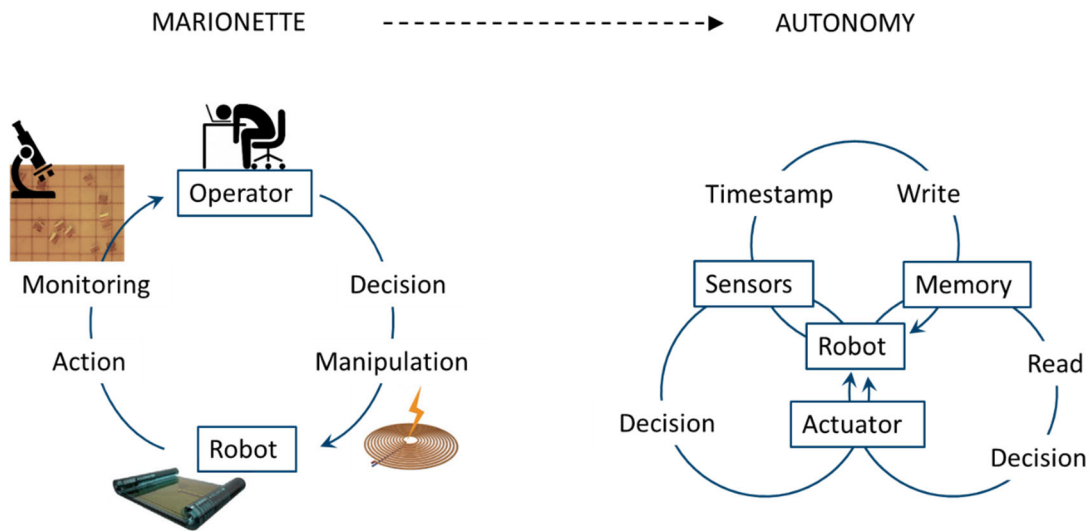 MARIONETTE
AUTONOMY
Operator
Monitoring
Decision
Action
Manipulation
Robot
Timestamp
Write
Sensors
Memory
Robot
Read
Decision
Actuator
Decision